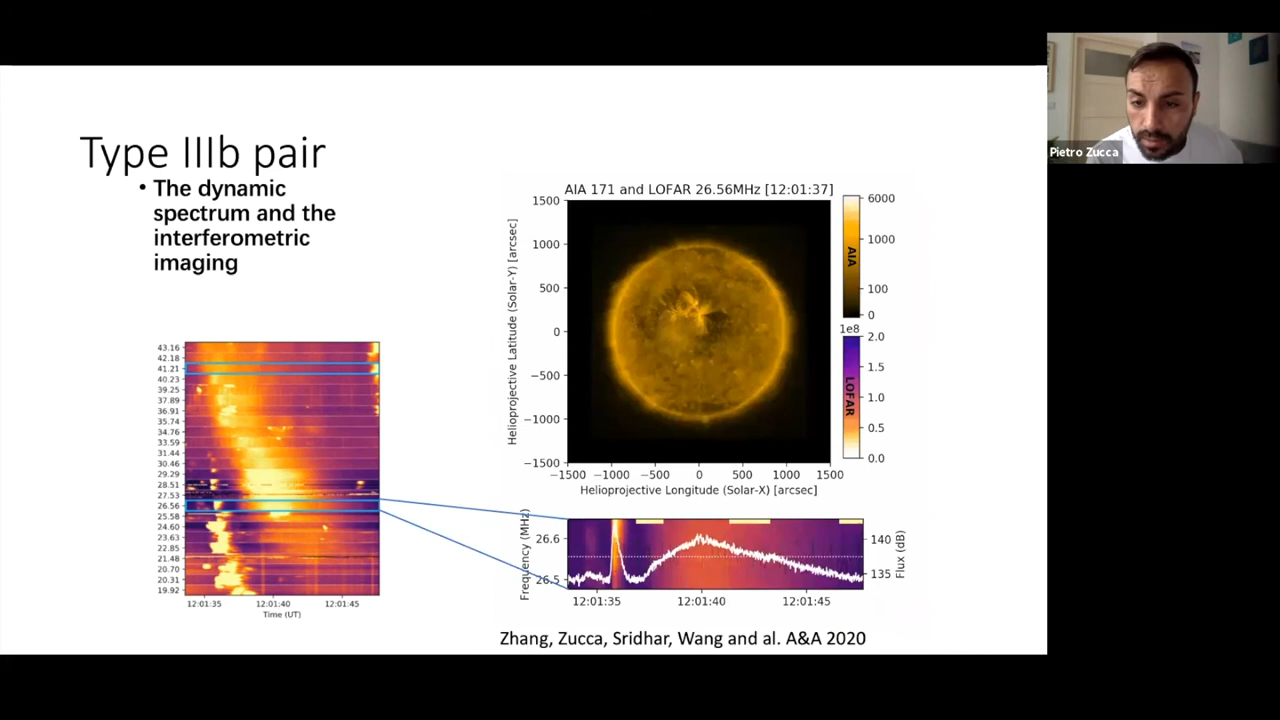 Pietro Zucca
Type IIIb pair
• The dynamic
spectrum and the
interferometric
imaging
AIA 171 and LOFAR 26.56MHz [12:01:37]
Helioprojective Latitude (Solar-Y) [arcsec]
1500
1000
500
0
−500
−1000
−1500
−1500 −1000 −500 0 500 1000 1500
Helioprojective Longitude (Solar-X) [arcsec]
6000
1000
100
0
AIA
1e8
2.0
1.5
1.0
0.5
0.0
LOFAR
43.16
42.18
41.21
40.23
39.25
37.89
36.91
35.74
34.76
33.59
31.44
30.46
29.29
28.51
27.53
26.56
25.58
24.60
23.63
22.85
21.48
20.70
20.31
19.92
12:01:35 12:01:40 12:01:45
Time (UT)
Frequency (MHz)
26.6
26.5
140
135
Flux (dB)
12:01:35 12:01:40 12:01:45
Zhang, Zucca, Sridhar, Wang and al. A&A 2020